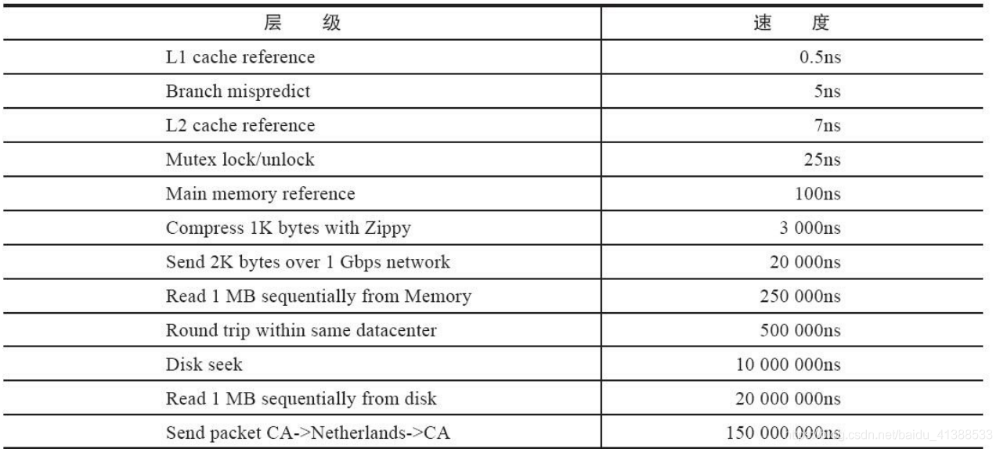 层 级 速 度
L1 cache reference 0.5ns
Branch mispredict 5ns
L2 cache reference 7ns
Mutex lock/unlock 25ns
Main memory reference 100ns
Compress 1K bytes with Zippy 3 000ns
Send 2K bytes over 1 Gbps network 20 000ns
Read 1 MB sequentially from Memory 250 000ns
Round trip within same datacenter 500 000ns
Disk seek 10 000 000ns
Read 1 MB sequentially from disk 20 000 000ns
Send packet CA->Netherlands->CA 150 000 000ns
csdn.net/baidu_41388533